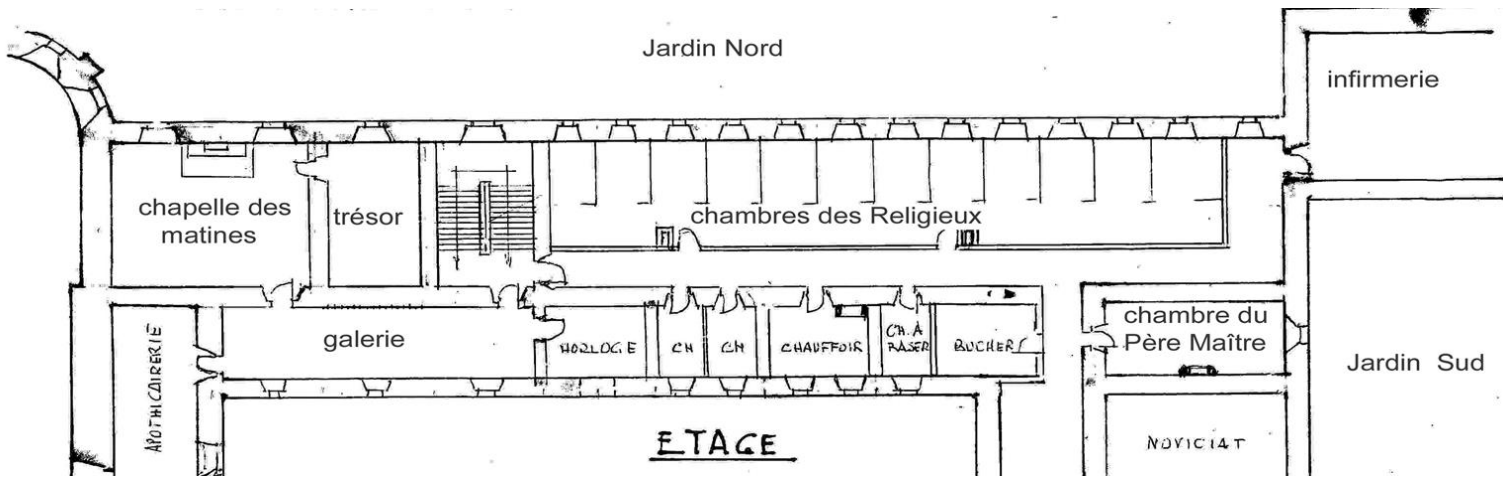 Jardin Nord
infirmerie
chapelle des
matines
trésor
chambres des Religieux
galerie
HORLOGE
CH
CH
CHAUFFOIR
CH. A
RASER
BUCHER
chambre du
Père Maître
Jardin Sud
APOTHICAIRERIE
ETAGE
NOVICIAT